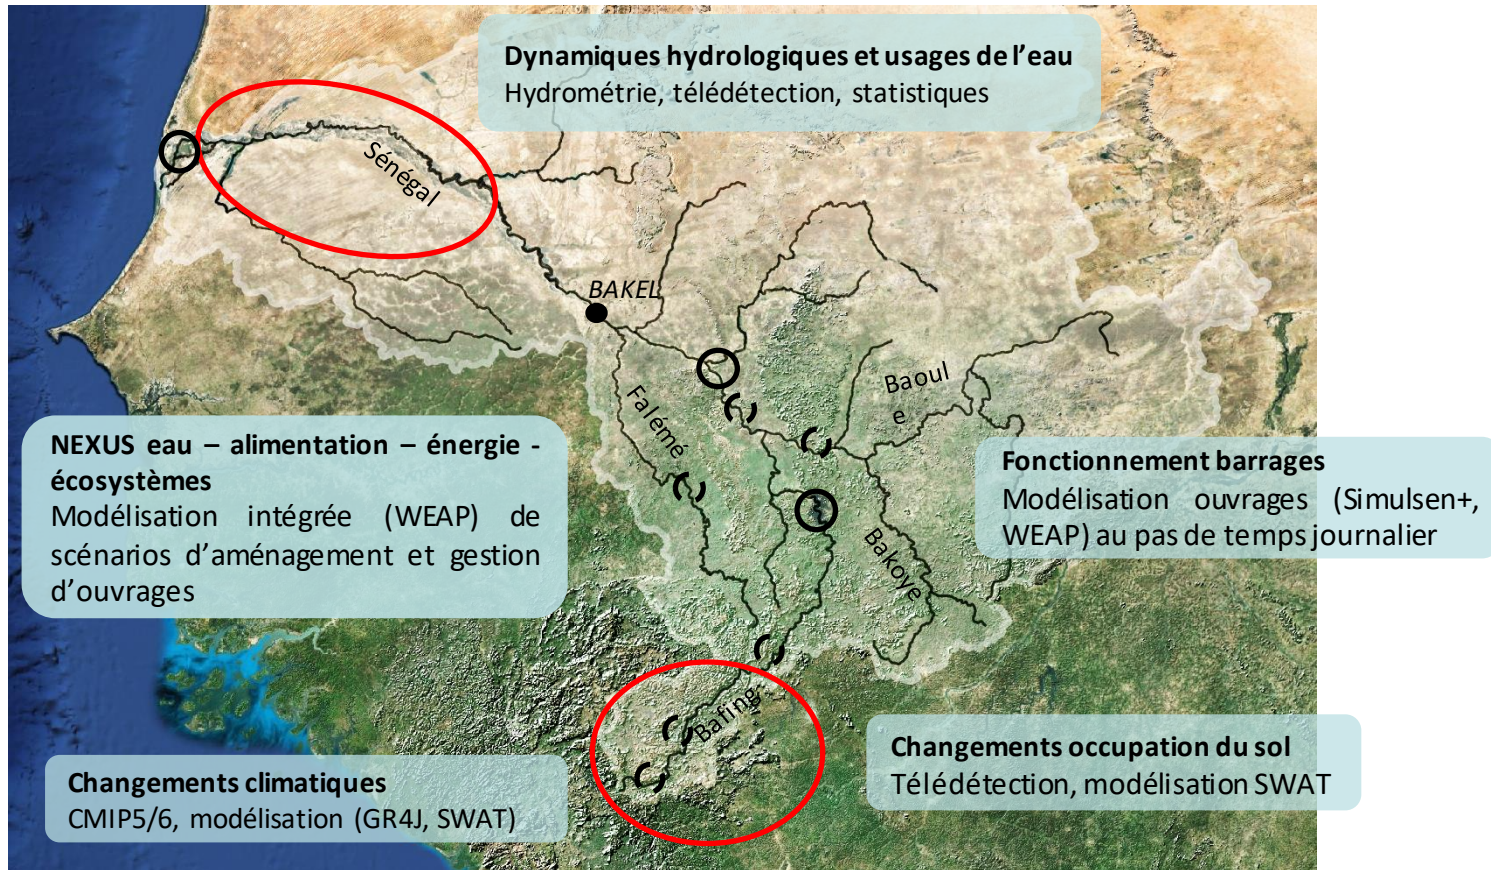 Dynamiques hydrologiques et usages de l’eau
Hydrométrie, télédétection, statistiques
Sénégal
BAKEL
Baoul
e
Falémé
NEXUS eau – alimentation – énergie -
écosystèmes
Modélisation intégrée (WEAP) de
scénarios d’aménagement et gestion
d’ouvrages
Fonctionnement barrages
Modélisation ouvrages (Simulsen+,
WEAP) au pas de temps journalier
Bakoye
Bafing
Changements occupation du sol
Télédétection, modélisation SWAT
Changements climatiques
CMIP5/6, modélisation (GR4J, SWAT)